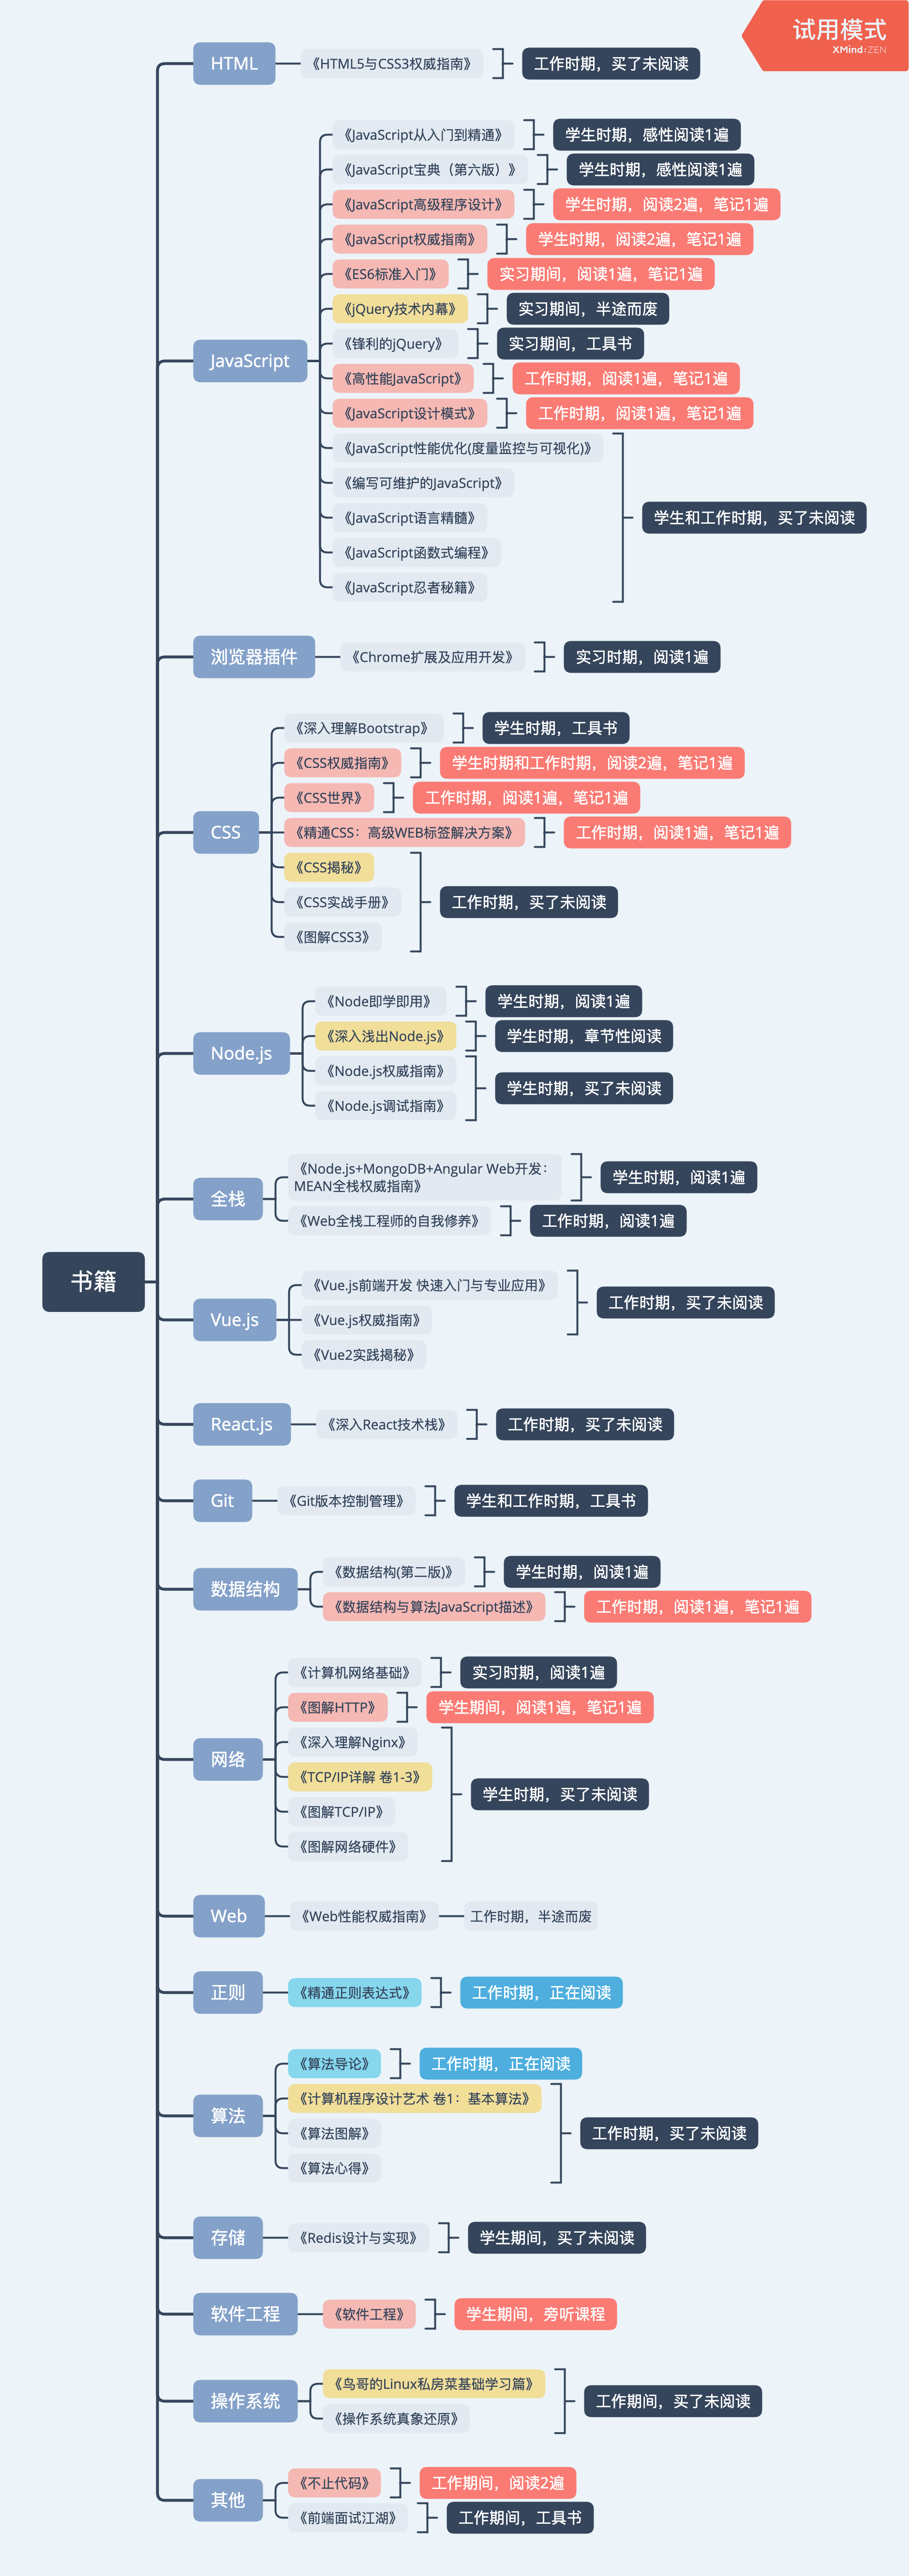 试用模式
XMind:ZEN
书籍
HTML
《HTML5与CSS3权威指南》
工作时期，买了未阅读
JavaScript
《JavaScript从入门到精通》
学生时期，感性阅读1遍
《JavaScript宝典（第六版）》
学生时期，感性阅读1遍
《JavaScript高级程序设计》
学生时期，阅读2遍，笔记1遍
《JavaScript权威指南》
学生时期，阅读2遍，笔记1遍
《ES6标准入门》
实习期间，阅读1遍，笔记1遍
《jQuery技术内幕》
实习期间，半途而废
《锋利的jQuery》
实习期间，工具书
《高性能JavaScript》
工作时期，阅读1遍，笔记1遍
《JavaScript设计模式》
工作时期，阅读1遍，笔记1遍
《JavaScript性能优化(度量监控与可视化)》
《编写可维护的JavaScript》
《JavaScript语言精髓》
《JavaScript函数式编程》
《JavaScript忍者秘籍》
学生和工作时期，买了未阅读
浏览器插件
《Chrome扩展及应用开发》
实习时期，阅读1遍
CSS
《深入理解Bootstrap》
学生时期，工具书
《CSS权威指南》
学生时期和工作时期，阅读2遍，笔记1遍
《CSS世界》
工作时期，阅读1遍，笔记1遍
《精通CSS：高级WEB标签解决方案》
工作时期，阅读1遍，笔记1遍
《CSS揭秘》
《CSS实战手册》
《图解CSS3》
工作时期，买了未阅读
Node.js
《Node即学即用》
学生时期，阅读1遍
《深入浅出Node.js》
学生时期，章节性阅读
《Node.js权威指南》
《Node.js调试指南》
学生时期，买了未阅读
全栈
《Node.js+MongoDB+Angular Web开发：
MEAN全栈权威指南》
学生时期，阅读1遍
《Web全栈工程师的自我修养》
工作时期，阅读1遍
Vue.js
《Vue.js前端开发 快速入门与专业应用》
《Vue.js权威指南》
工作时期，买了未阅读
《Vue2实践揭秘》
React.js
《深入React技术栈》
工作时期，买了未阅读
Git
《Git版本控制管理》
学生和工作时期，工具书
数据结构
《数据结构(第二版)》
学生时期，阅读1遍
《数据结构与算法JavaScript描述》
工作时期，阅读1遍，笔记1遍
网络
《计算机网络基础》
实习时期，阅读1遍
《图解HTTP》
学生期间，阅读1遍，笔记1遍
《深入理解Nginx》
《TCP/IP详解 卷1-3》
《图解TCP/IP》
《图解网络硬件》
学生时期，买了未阅读
Web
《Web性能权威指南》
工作时期，半途而废
正则
《精通正则表达式》
工作时期，正在阅读
算法
《算法导论》
工作时期，正在阅读
《计算机程序设计艺术 卷1：基本算法》
《算法图解》
《算法心得》
工作时期，买了未阅读
存储
《Redis设计与实现》
学生期间，买了未阅读
软件工程
《软件工程》
学生期间，旁听课程
操作系统
《鸟哥的Linux私房菜基础学习篇》
《操作系统真象还原》
工作期间，买了未阅读
其他
《不止代码》
工作期间，阅读2遍
《前端面试江湖》
工作期间，工具书